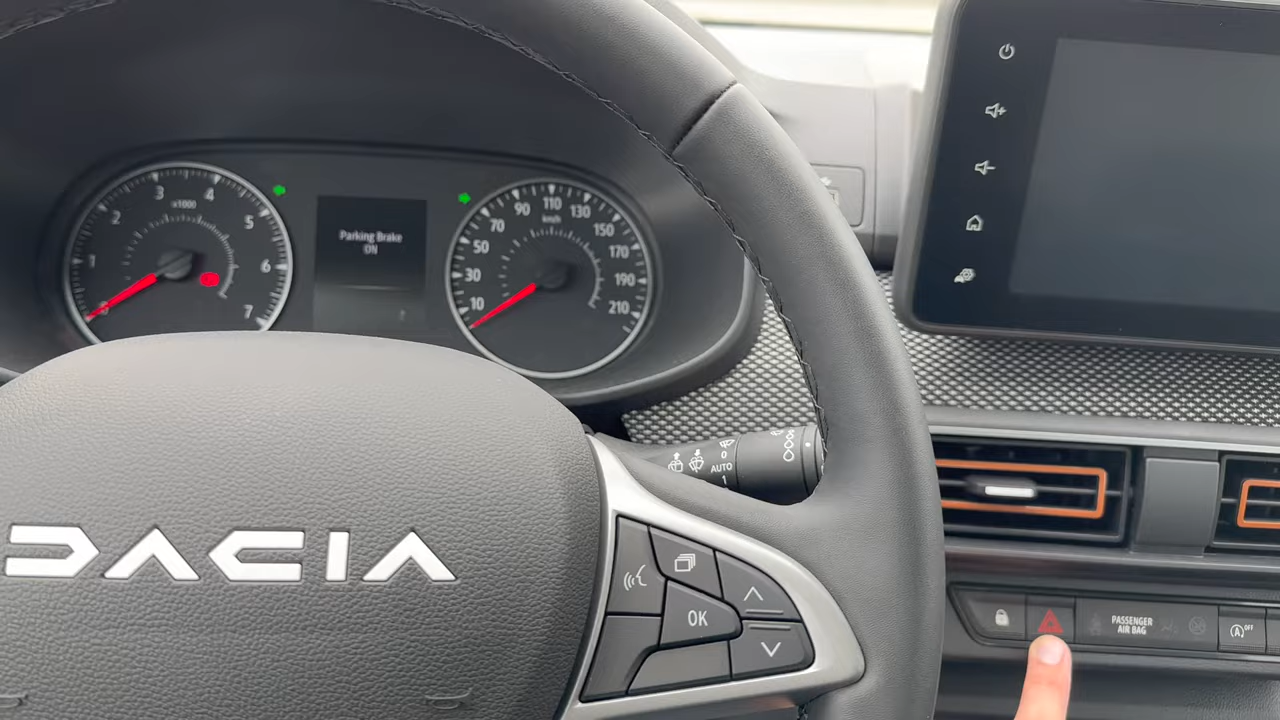 1
2
3
4
5
6
7
x1000
Parking Brake
ON
10
30
50
70
90
110
130
150
170
190
210
km/h
0
AUTO
1
DACIA
OK
PASSENGER
AIR BAG
A OFF